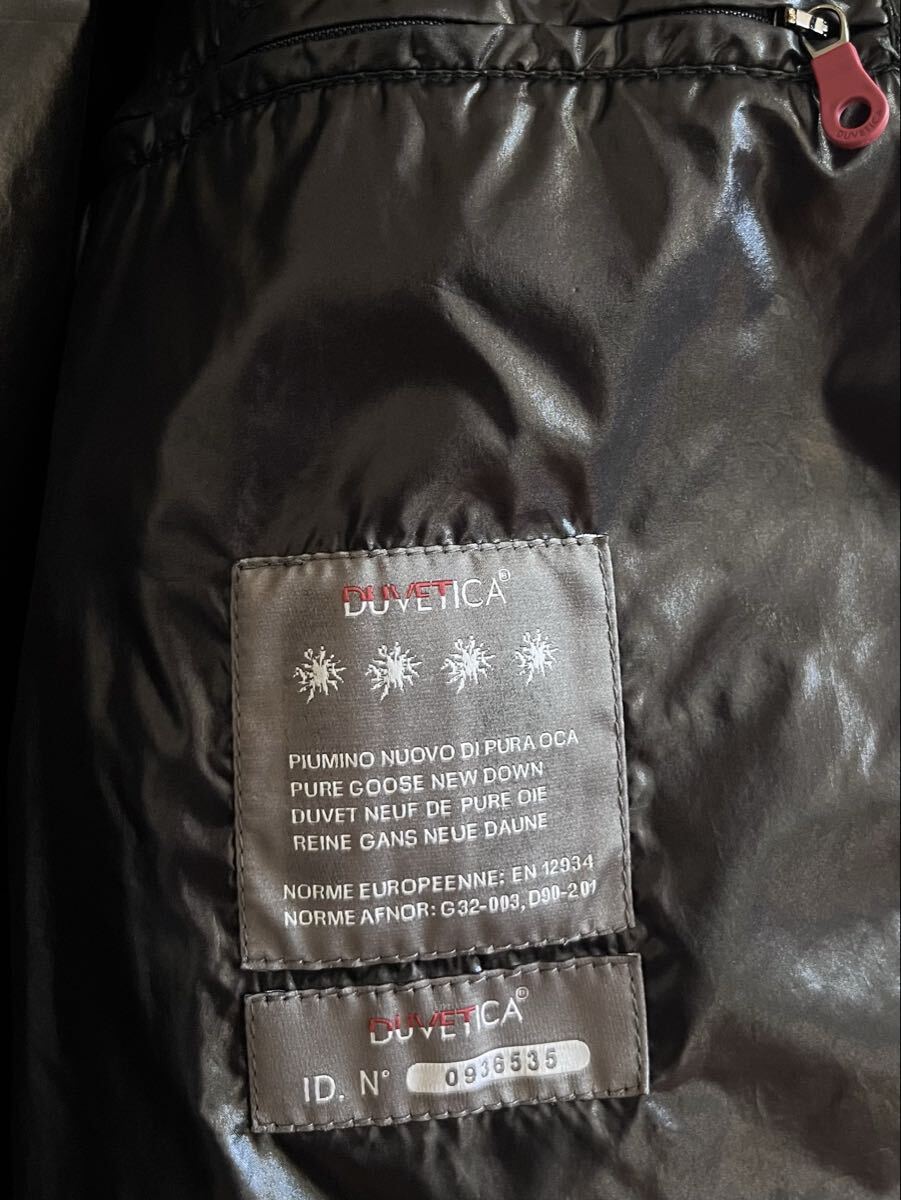 DUVETICA
DUVETICA®
PIUMINO NUOVO DI PURA OCA
PURE GOOSE NEW DOWN
DUVET NEUF DE PURE OIE
REINE GANS NEUE DAUNE
NORME EUROPEENNE: EN 12934
NORME AFNOR: G32-003, D90-201
DUVETICA®
ID. N° 0936535